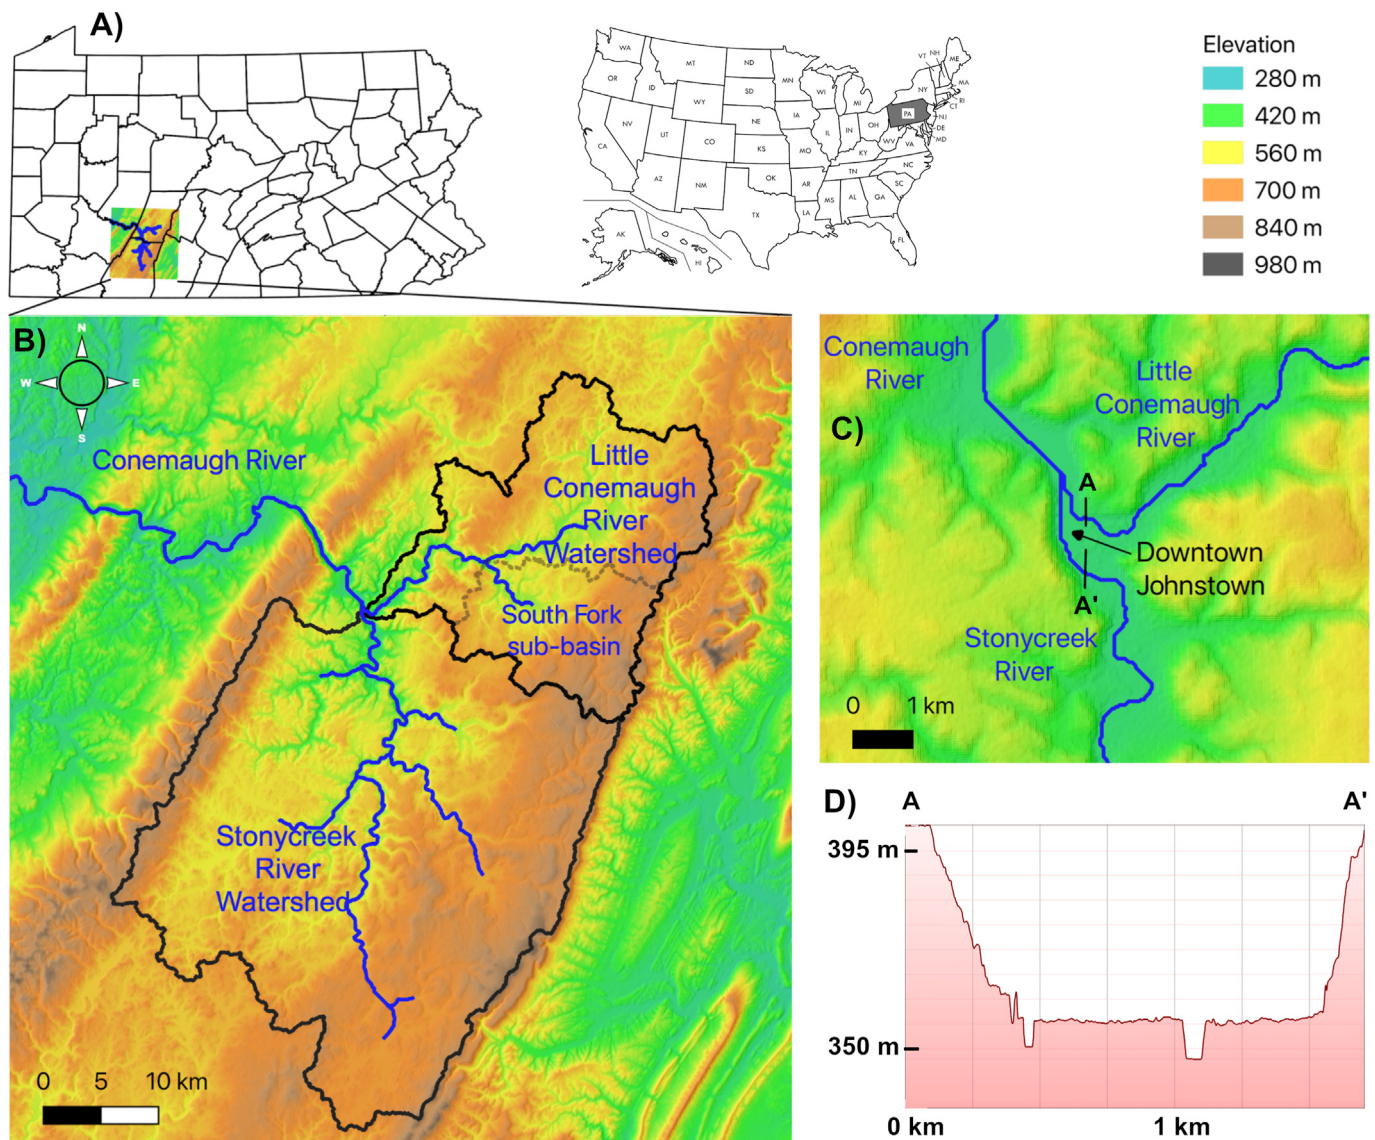 A)
WA
OR
CA
NV
ID
MT
WY
UT
CO
AZ
NM
ND
SD
NE
KS
OK
TX
MN
IA
MO
AR
LA
WI
IL
MI
IN
OH
KY
TN
MS
AL
GA
FL
SC
NC
VA
WV
PA
NY
VT
NH
ME
MA
RI
CT
NJ
DE
MD
AK
HI
Elevation
280 m
420 m
560 m
700 m
840 m
980 m
B)
N
W
E
S
Conemaugh River
Little
Conemaugh
River
Watershed
South Fork
sub-basin
Stonycreek
River
Watershed
0 5 10 km
C)
Conemaugh
River
Little
Conemaugh
River
A
Downtown
Johnstown
A'
Stonycreek
River
0 1 km
D)
A
A'
395 m
350 m
0 km
1 km